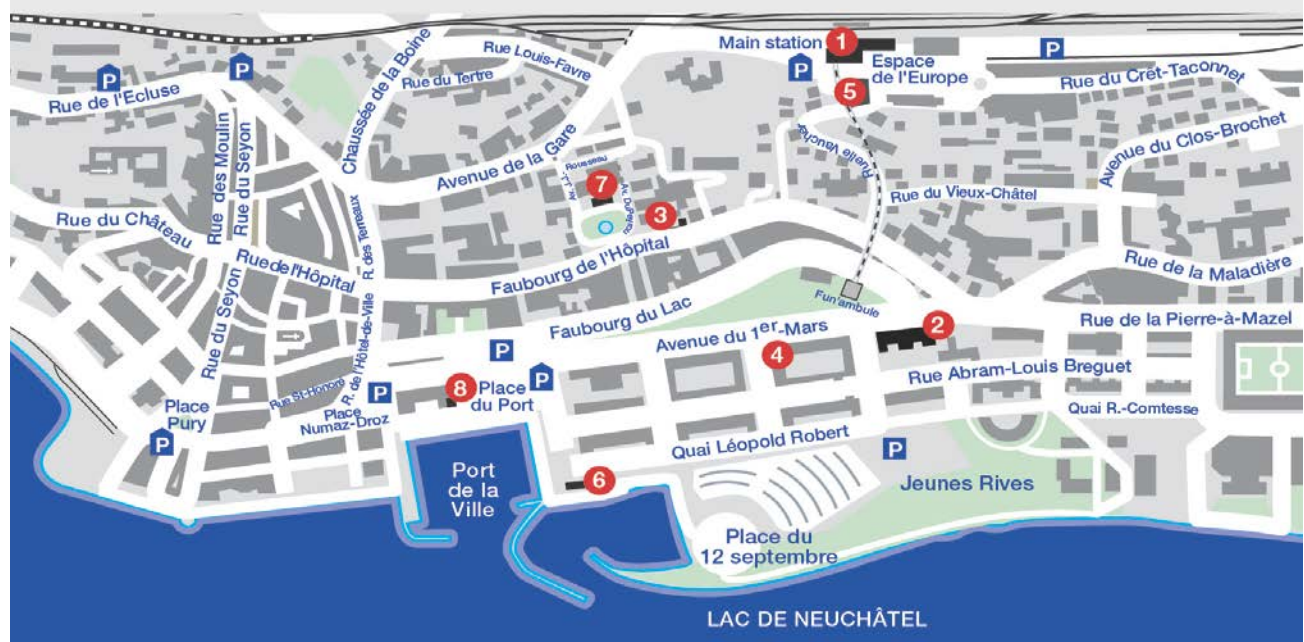 Main station
1
Espace
de l'Europe
P
P
5
Rue du Crêt-Taconnet
Avenue du Clos-Brochet
Rue Louis-Favre
Rue du Tertre
Chaussée de la Boine
P
P
Rue de l'Ecluse
Rue des Moulin
Rue du Seyon
Avenue de la Gare
Av. J.-J. Rousseau
7
Av. DuPeyrou
3
Ruelle Vaucher
Rue du Vieux-Châtel
Rue du Château
Rue de l'Hôpital
R. des Terreaux
Faubourg de l'Hôpital
Rue de la Maladière
Fun'ambule
Faubourg du Lac
Avenue du 1er-Mars
2
Rue de la Pierre-à-Mazel
4
Rue du Seyon
R. de l'Hôtel-de-Ville
Rue St-Honoré
P
P
P
8
Place
du Port
Rue Abram-Louis Breguet
Quai R.-Comtesse
Place
Pury
P
Place
Numaz-Droz
Quai Léopold Robert
P
Port
de la
Ville
6
Jeunes Rives
Place du
12 septembre
LAC DE NEUCHÂTEL